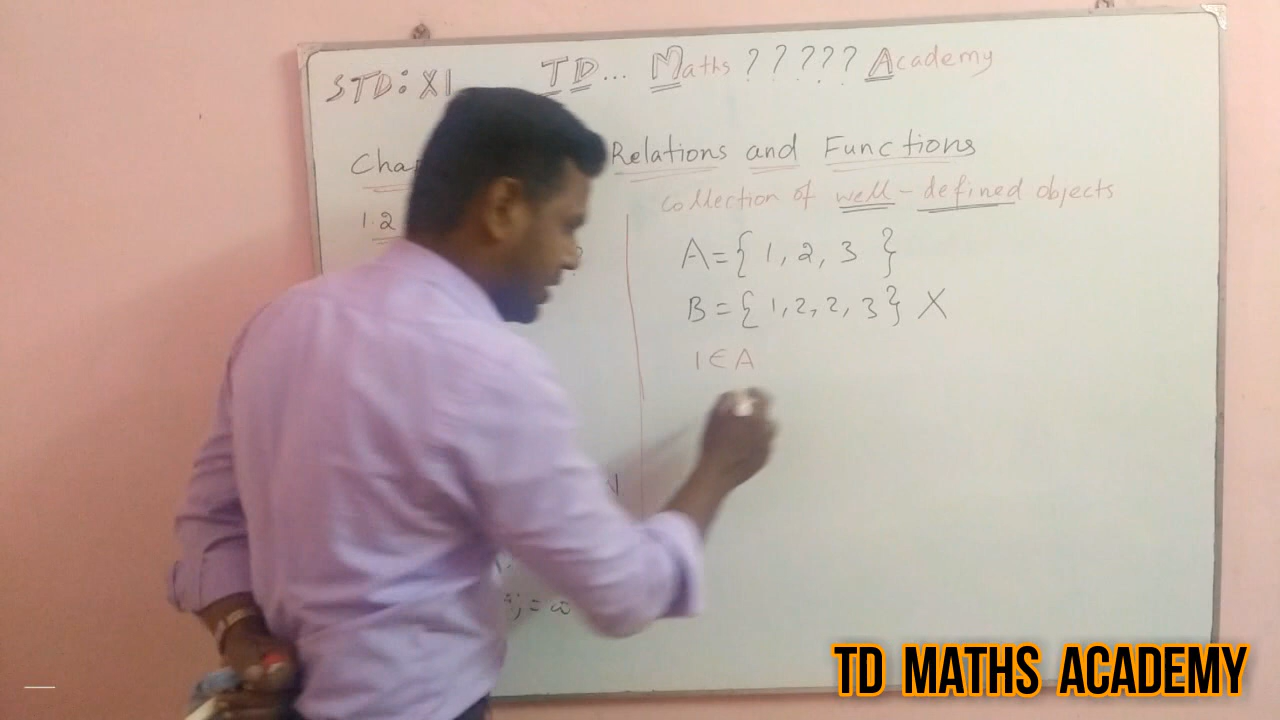 STD: XI TD... Maths ????? Academy
Relations and Functions
collection of well-defined objects
1.2
A = { 1, 2, 3 }
B = { 1, 2, 2, 3 } X
1 ∈ A
TD MATHS ACADEMY